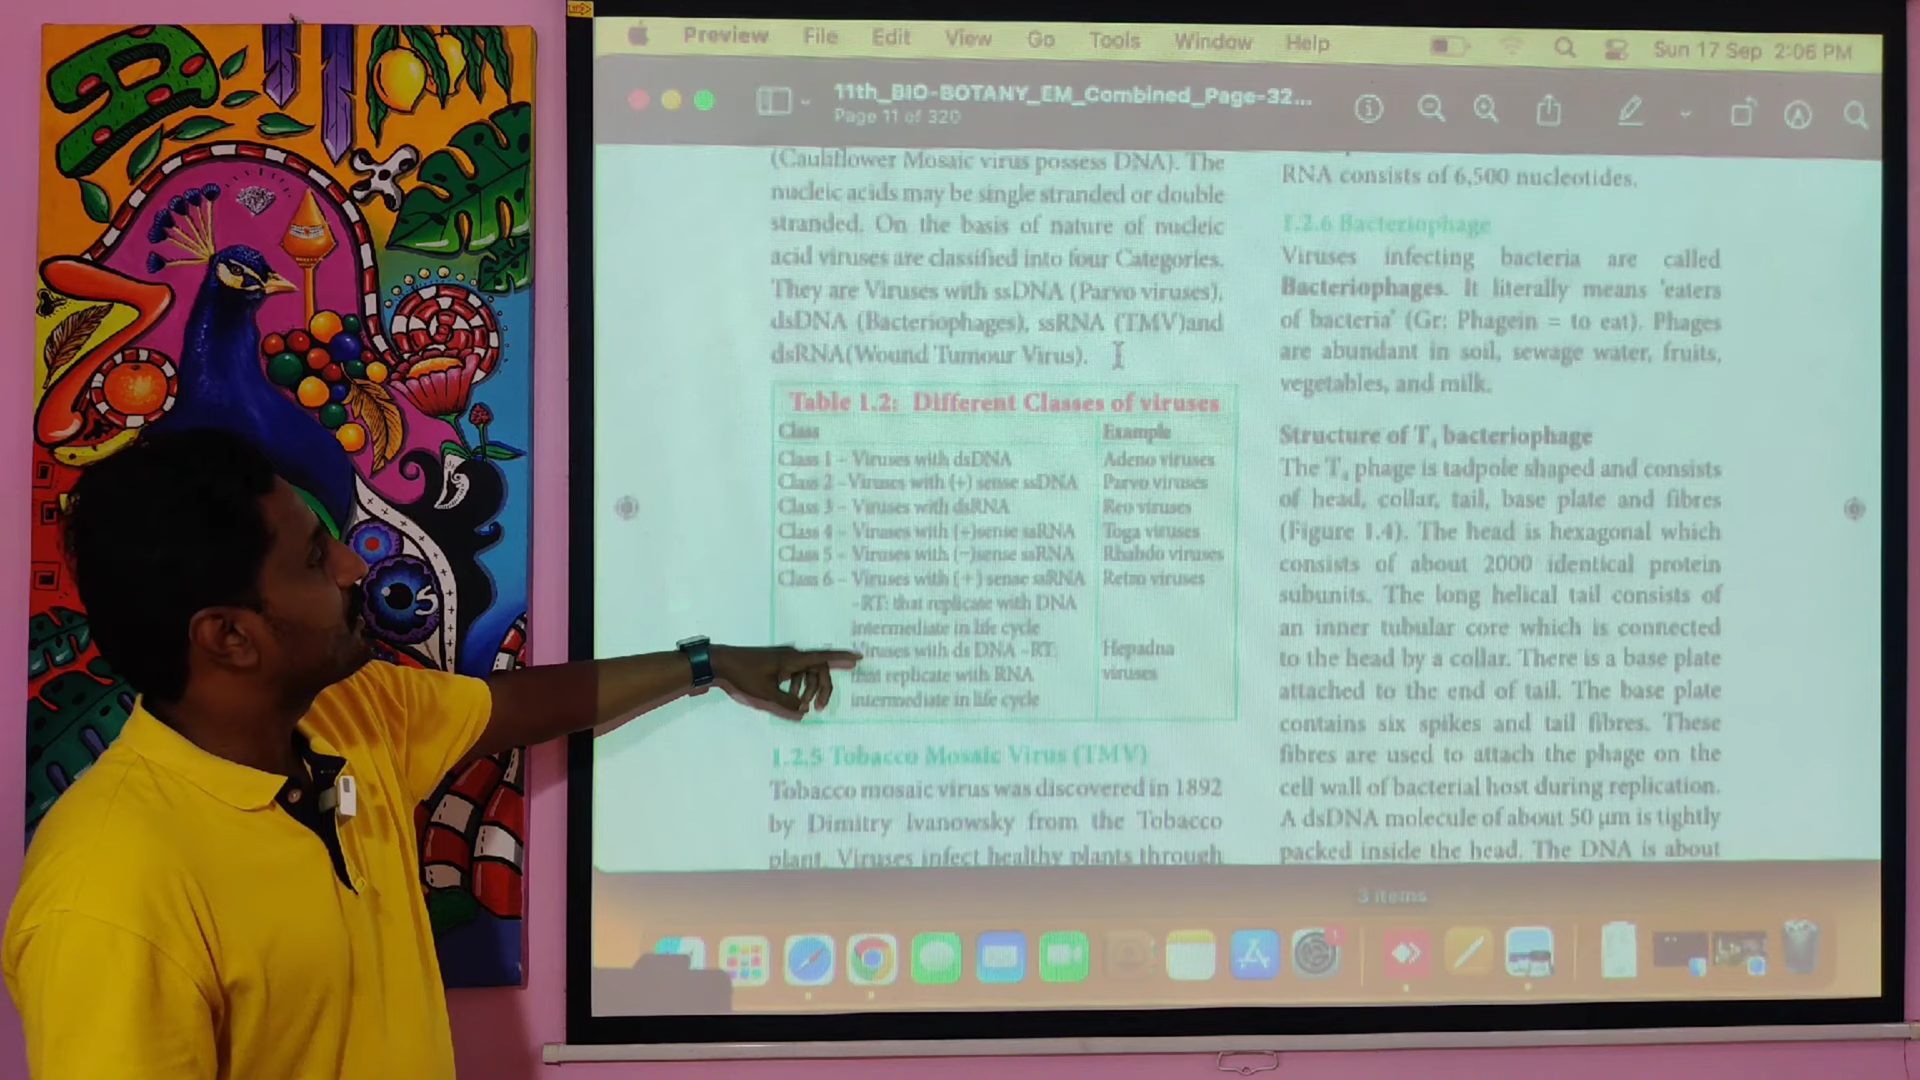 Preview File Edit View Go Tools Window Help Sun 17 Sep 2:06 PM
11th_BIO-BOTANY_EM_Combined_Page-32...
Page 11 of 320
(Cauliflower Mosaic virus possess DNA). The
nucleic acids may be single stranded or double
stranded. On the basis of nature of nucleic
acid viruses are classified into four Categories.
They are Viruses with ssDNA (Parvo viruses),
dsDNA (Bacteriophages), ssRNA (TMV)and
dsRNA(Wound Tumour Virus).
Table 1.2: Different Classes of viruses
Class Example
Class 1 – Viruses with dsDNA Adeno viruses
Class 2 –Viruses with (+) sense ssDNA Parvo viruses
Class 3 – Viruses with dsRNA Reo viruses
Class 4 – Viruses with (+)sense ssRNA Toga viruses
Class 5 – Viruses with (–)sense ssRNA Rhabdo viruses
Class 6 – Viruses with (+) sense ssRNA Retro viruses
–RT: that replicate with DNA
intermediate in life cycle
Viruses with ds DNA –RT: Hepadna
that replicate with RNA viruses
intermediate in life cycle
1.2.5 Tobacco Mosaic Virus (TMV)
Tobacco mosaic virus was discovered in 1892
by Dimitry Ivanowsky from the Tobacco
plant. Viruses infect healthy plants through
RNA consists of 6,500 nucleotides.
1.2.6 Bacteriophage
Viruses infecting bacteria are called
Bacteriophages. It literally means 'eaters
of bacteria' (Gr: Phagein = to eat). Phages
are abundant in soil, sewage water, fruits,
vegetables, and milk.
Structure of T4 bacteriophage
The T4 phage is tadpole shaped and consists
of head, collar, tail, base plate and fibres
(Figure 1.4). The head is hexagonal which
consists of about 2000 identical protein
subunits. The long helical tail consists of
an inner tubular core which is connected
to the head by a collar. There is a base plate
attached to the end of tail. The base plate
contains six spikes and tail fibres. These
fibres are used to attach the phage on the
cell wall of bacterial host during replication.
A dsDNA molecule of about 50 µm is tightly
packed inside the head. The DNA is about
3 items